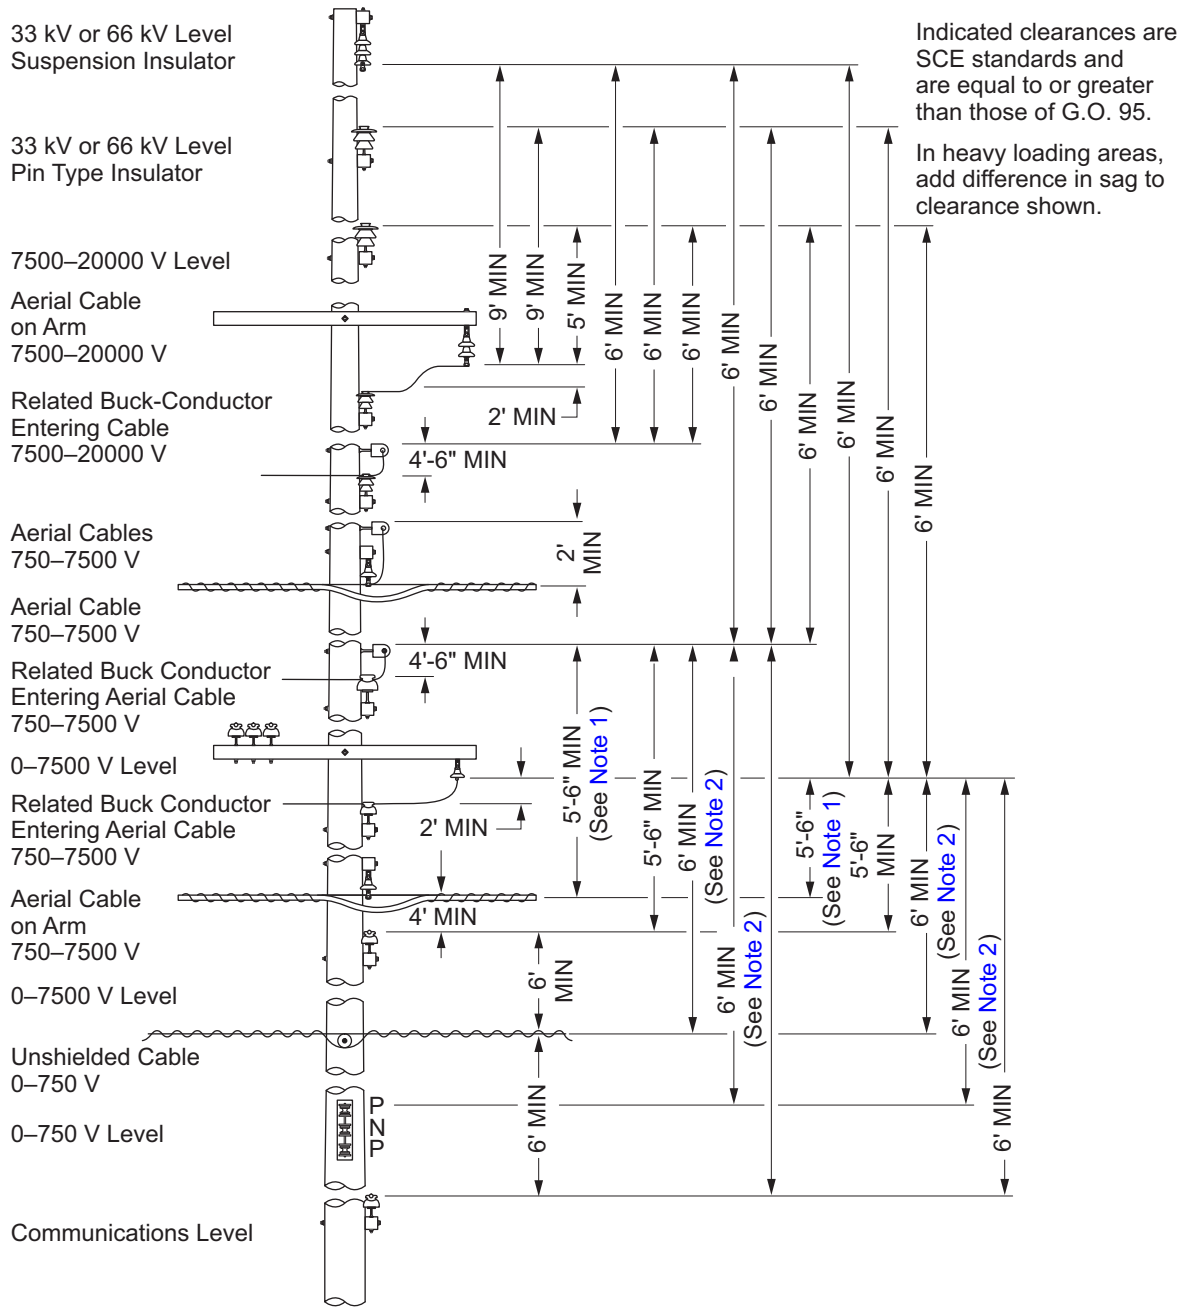 33 kV or 66 kV Level
Suspension Insulator
33 kV or 66 kV Level
Pin Type Insulator
7500–20000 V Level
Aerial Cable
on Arm
7500–20000 V
Related Buck-Conductor
Entering Cable
7500–20000 V
Aerial Cables
750–7500 V
Aerial Cable
750–7500 V
Related Buck Conductor
Entering Aerial Cable
750–7500 V
0–7500 V Level
Related Buck Conductor
Entering Aerial Cable
750–7500 V
Aerial Cable
on Arm
750–7500 V
0–7500 V Level
Unshielded Cable
0–750 V
0–750 V Level
Communications Level
Indicated clearances are
SCE standards and
are equal to or greater
than those of G.O. 95.
In heavy loading areas,
add difference in sag to
clearance shown.
9' MIN
9' MIN
5' MIN
6' MIN
6' MIN
6' MIN
6' MIN
6' MIN
6' MIN
6' MIN
6' MIN
6' MIN
2' MIN
4'-6" MIN
2'
MIN
4'-6" MIN
2' MIN
4' MIN
5'-6" MIN
(See Note 1)
5'-6" MIN
6' MIN
(See Note 2)
6' MIN
(See Note 2)
5'-6"
(See Note 1)
5'-6"
MIN
6' MIN
(See Note 2)
6' MIN
(See Note 2)
6' MIN
6'
MIN
6' MIN
P
N
P